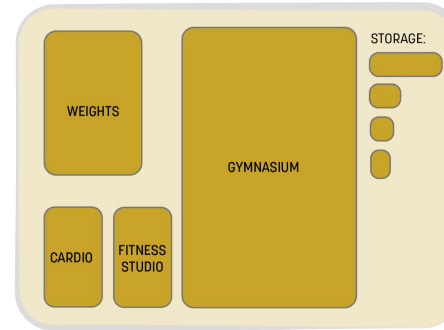 STORAGE:
WEIGHTS
GYMNASIUM
CARDIO
FITNESS
STUDIO